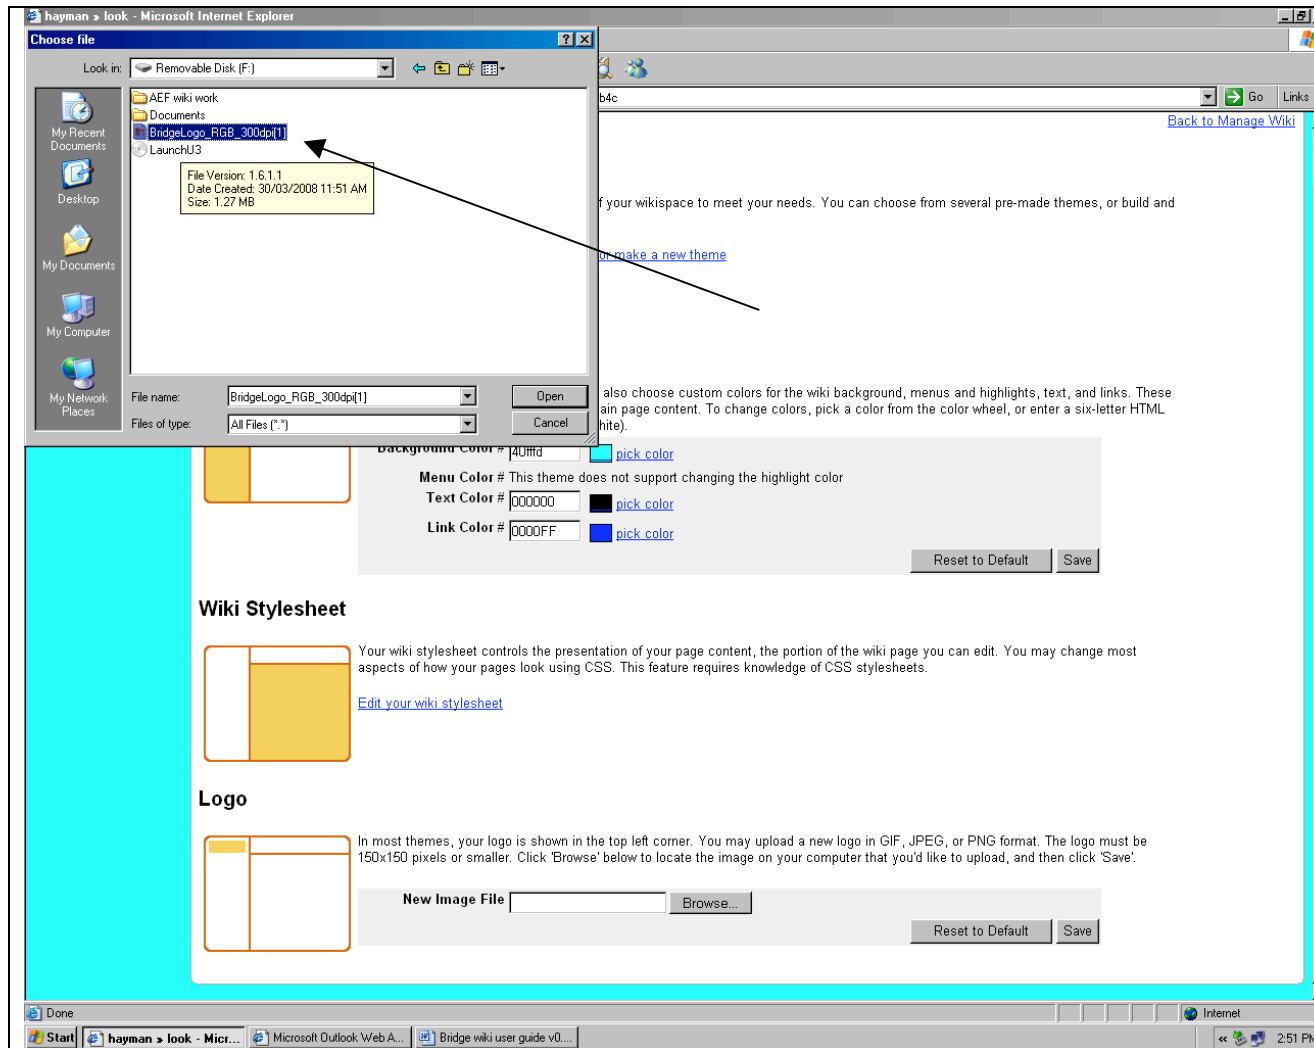 hayman » look - Microsoft Internet Explorer
Choose file
Look in:
Removable Disk (F:)
AEF wiki work
Documents
BridgeLogo_RGB_300dpi[1]
LaunchU3
File Version: 1.6.1.1
Date Created: 30/03/2008 11:51 AM
Size: 1.27 MB
My Recent
Documents
Desktop
My Documents
My Computer
My Network
Places
File name:
BridgeLogo_RGB_300dpi[1]
Open
Files of type:
All Files (*.*)
Cancel
b4c
Go
Links
Back to Manage Wiki
f your wikispace to meet your needs. You can choose from several pre-made themes, or build and
or make a new theme
also choose custom colors for the wiki background, menus and highlights, text, and links. These
ain page content. To change colors, pick a color from the color wheel, or enter a six-letter HTML
hite).
Background Color # 40fffd pick color
Menu Color # This theme does not support changing the highlight color
Text Color # 000000 pick color
Link Color # 0000FF pick color
Reset to Default Save
Wiki Stylesheet
Your wiki stylesheet controls the presentation of your page content, the portion of the wiki page you can edit. You may change most
aspects of how your pages look using CSS. This feature requires knowledge of CSS stylesheets.
Edit your wiki stylesheet
Logo
In most themes, your logo is shown in the top left corner. You may upload a new logo in GIF, JPEG, or PNG format. The logo must be
150x150 pixels or smaller. Click 'Browse' below to locate the image on your computer that you'd like to upload, and then click 'Save'.
New Image File Browse...
Reset to Default Save
Done
Internet
Start
hayman » look - Micr...
Microsoft Outlook Web A...
Bridge wiki user guide v0....
2:51 PM